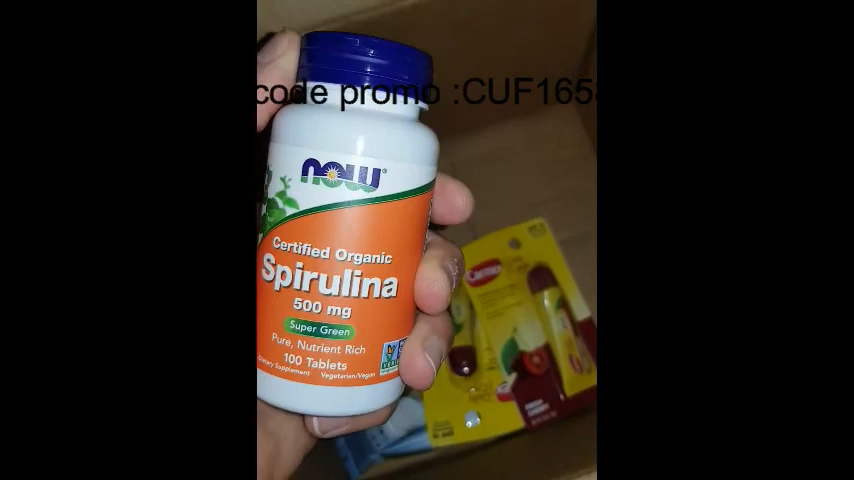 code promo :CUF165
now
Certified Organic
Spirulina
500 mg
Super Green
Pure, Nutrient Rich
100 Tablets
Dietary Supplement Vegetarian/Vegan
Carmex